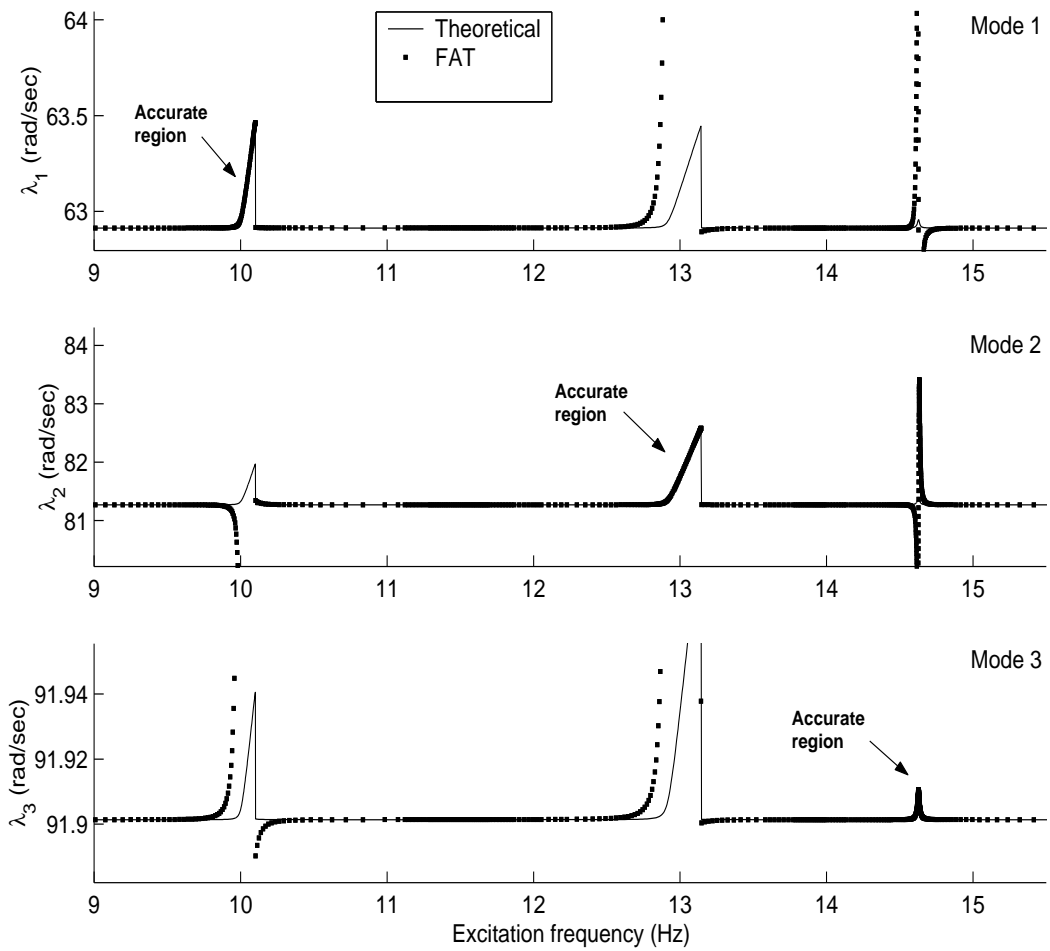 64
63.5
63
λ1 (rad/sec)
Theoretical
FAT
Mode 1
Accurate
region
9 10 11 12 13 14 15
84
83
82
81
λ2 (rad/sec)
Mode 2
Accurate
region
9 10 11 12 13 14 15
91.94
91.92
91.9
λ3 (rad/sec)
Mode 3
Accurate
region
9 10 11 12 13 14 15
Excitation frequency (Hz)